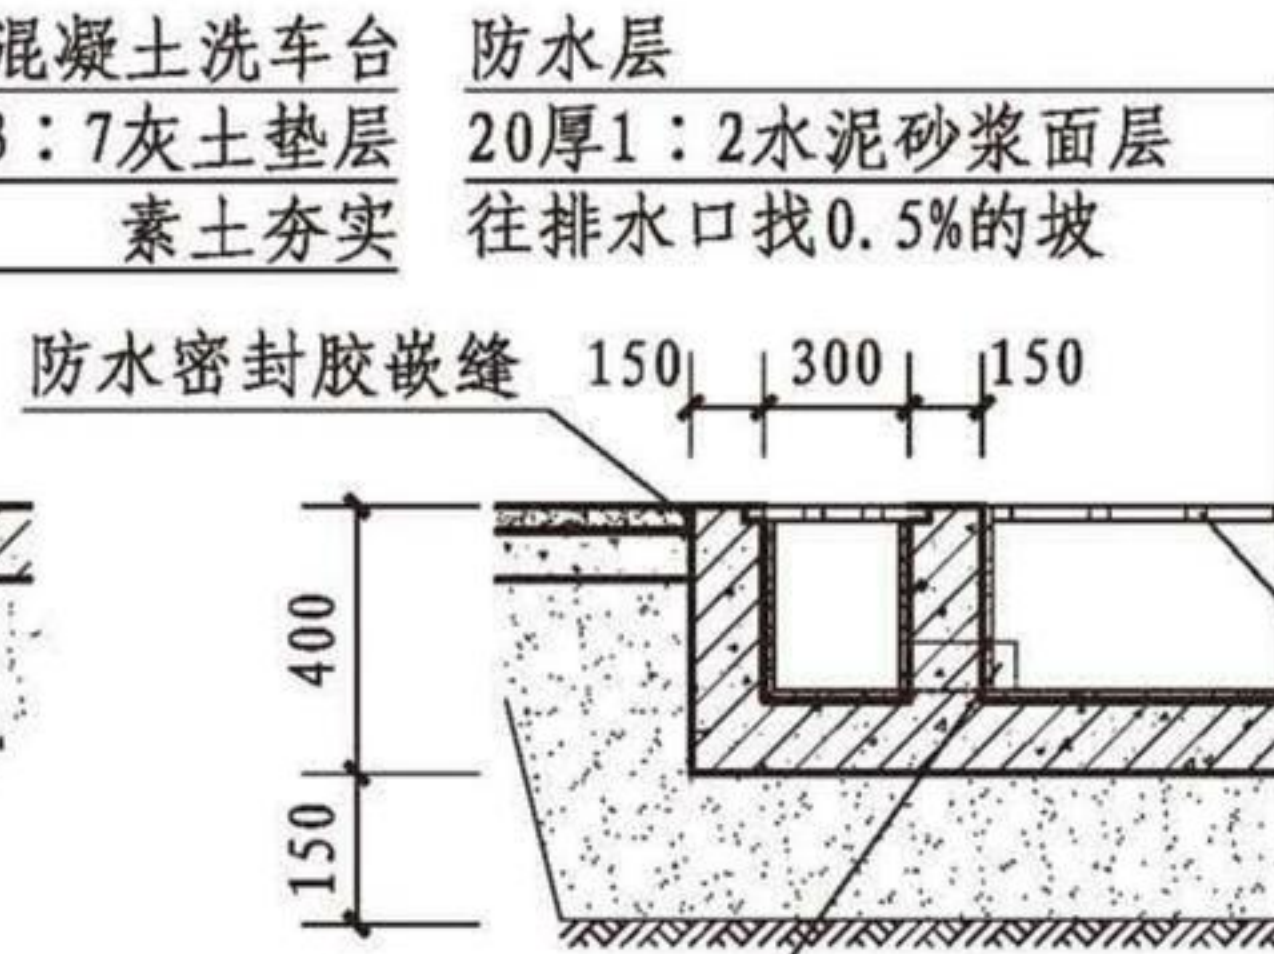 混凝土洗车台
3：7灰土垫层
素土夯实
防水层
20厚1：2水泥砂浆面层
往排水口找0.5%的坡
防水密封胶嵌缝
150 300 150
400
150